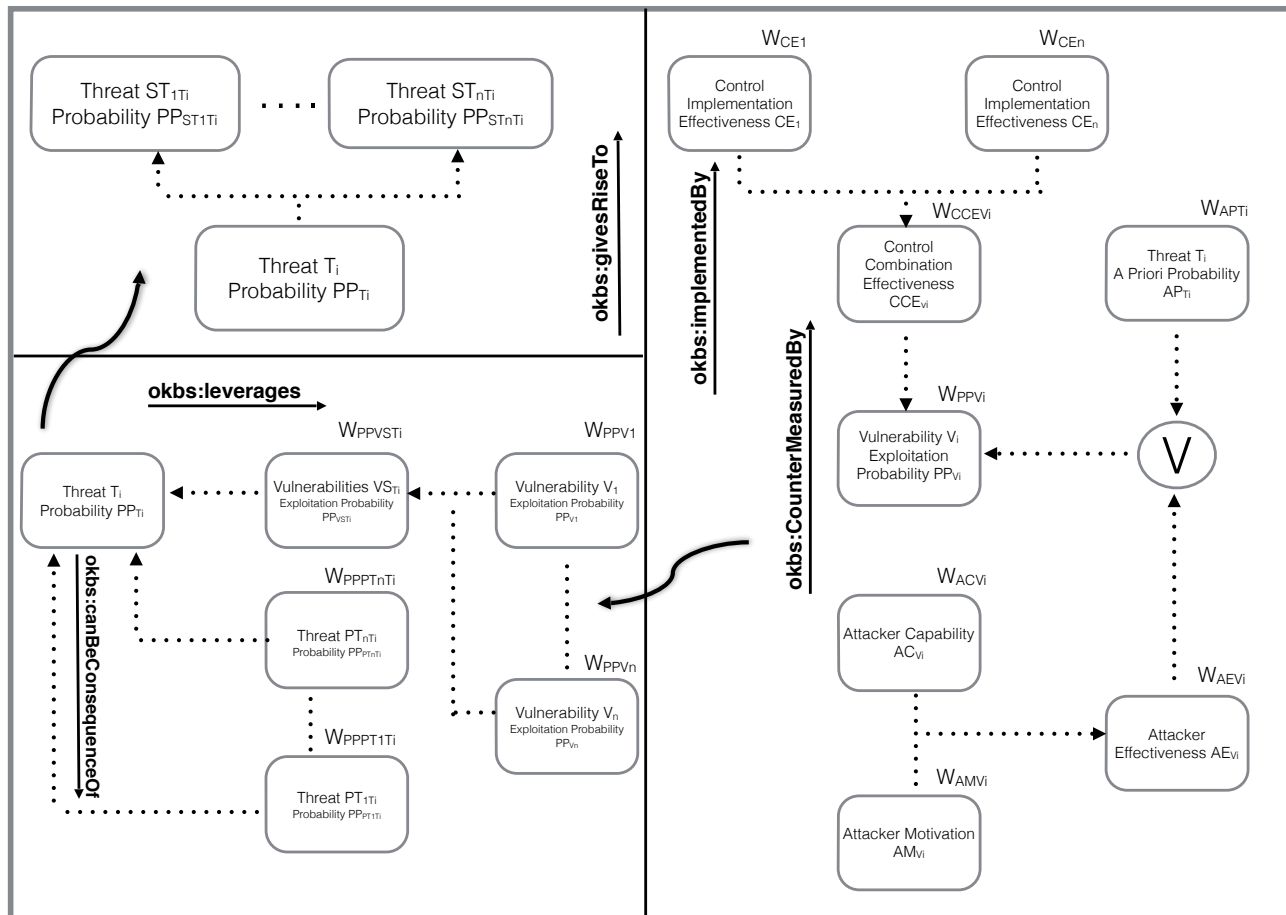 Threat ST1Ti
Probability PPST1Ti
Threat STnTi
Probability PPSTnTi
Threat Ti
Probability PPTi
okbs:givesRiseTo
okbs:leverages
WPPVSTi
WPPV1
Threat Ti
Probability PPTi
Vulnerabilities VSTi
Exploitation Probability
PPVSTi
Vulnerability V1
Exploitation Probability
PPV1
okbs:canBeConsequenceOf
WPPPTnTi
Threat PTnTi
Probability PPPTnTi
WPPVn
Vulnerability Vn
Exploitation Probability
PPVn
WPPPT1Ti
Threat PT1Ti
Probability PPPT1Ti
WCE1
Control
Implementation
Effectiveness CE1
WCEn
Control
Implementation
Effectiveness CEn
okbs:implementedBy
WCCEVi
Control
Combination
Effectiveness
CCEvi
WAPTi
Threat Ti
A Priori Probability
APTi
okbs:CounterMeasuredBy
WPPVi
Vulnerability Vi
Exploitation
Probability PPVi
V
WACVi
Attacker Capability
ACVi
WAEVi
Attacker
Effectiveness AEVi
WAMVi
Attacker Motivation
AMVi